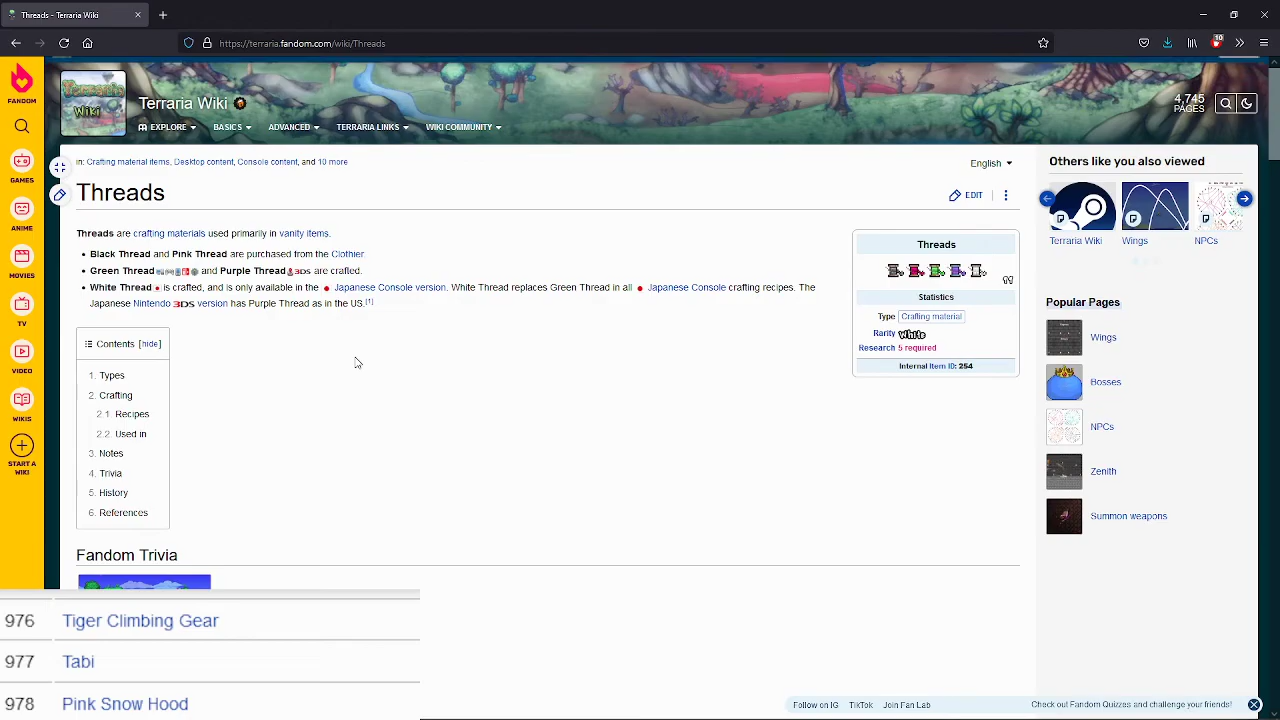 Threads - Terraria Wiki
https://terraria.fandom.com/wiki/Threads
10
FANDOM
GAMES
ANIME
MOVIES
TV
VIDEO
WIKIS
START A
WIKI
Terraria
Wiki
Terraria Wiki
EXPLORE
BASICS
ADVANCED
TERRARIA LINKS
WIKI COMMUNITY
4,745
PAGES
in: Crafting material items, Desktop content, Console content, and 10 more
English
Threads
EDIT
Threads are crafting materials used primarily in vanity items.
• Black Thread and Pink Thread are purchased from the Clothier.
• Green Thread and Purple Thread 3DS are crafted.
• White Thread is crafted, and is only available in the Japanese Console version. White Thread replaces Green Thread in all Japanese Console crafting recipes. The
Japanese Nintendo 3DS version has Purple Thread as in the US.[1]
Contents [hide]
1. Types
2. Crafting
2.1. Recipes
2.2. Used in
3. Notes
4. Trivia
5. History
6. References
Fandom Trivia
Threads
Statistics
Type Crafting material
Rarity White
Research 5 required
Internal Item ID: 254
Others like you also viewed
Terraria Wiki
Wings
NPCs
Popular Pages
Wings
Bosses
NPCs
Zenith
Summon weapons
976 Tiger Climbing Gear
977 Tabi
978 Pink Snow Hood
Follow on IG
TikTok
Join Fan Lab
Check out Fandom Quizzes and challenge your friends!